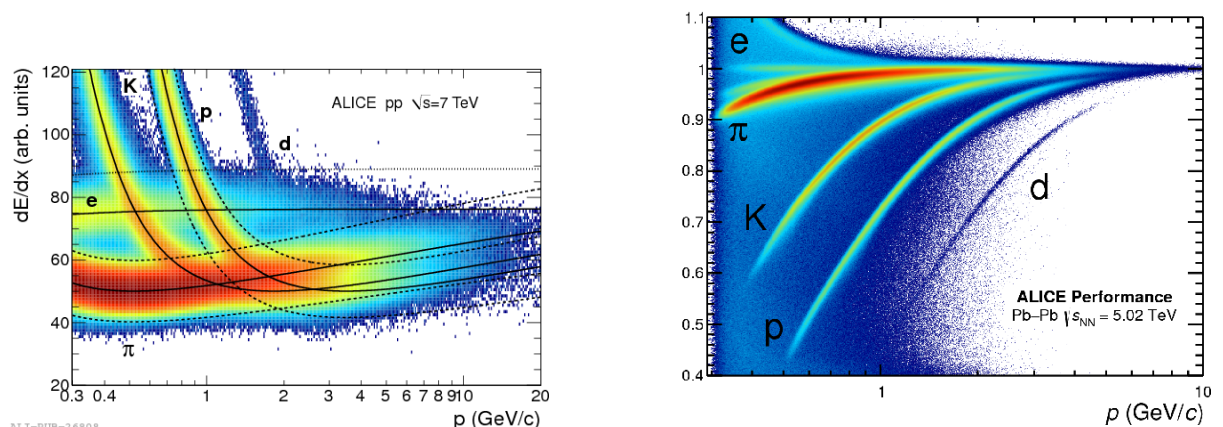 120
100
80
60
40
20
dE/dx (arb. units)
K
p
d
e
π
ALICE pp √s=7 TeV
0.3 0.4 1 2 3 4 5 6 7 8 9 10 20
p (GeV/c)
1.1
1
0.9
0.8
0.7
0.6
0.5
0.4
e
π
K
p
d
ALICE Performance
Pb–Pb √sNN = 5.02 TeV
1 10
p (GeV/c)